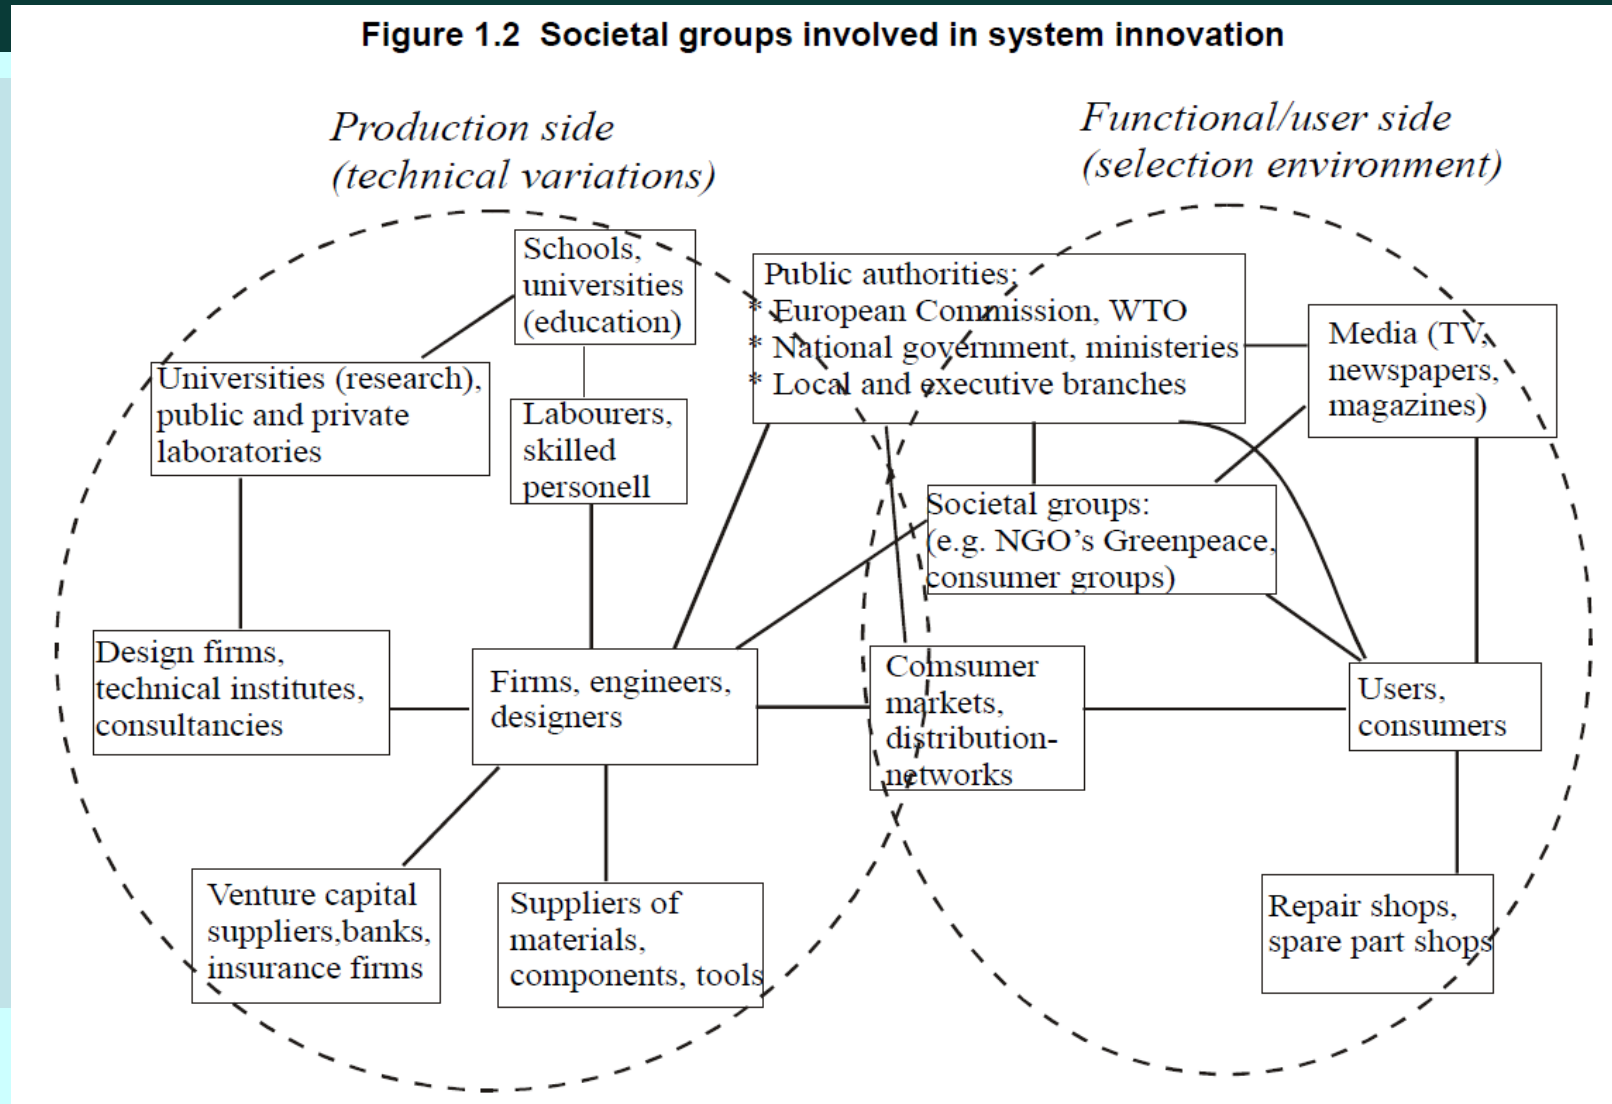 Figure 1.2 Societal groups involved in system innovation
Production side
(technical variations)
Functional/user side
(selection environment)
Schools,
universities
(education)
Public authorities:
* European Commission, WTO
* National government, ministeries
* Local and executive branches
Media (TV,
newspapers,
magazines)
Universities (research),
public and private
laboratories
Labourers,
skilled
personell
Societal groups:
(e.g. NGO's Greenpeace,
consumer groups)
Design firms,
technical institutes,
consultancies
Firms, engineers,
designers
Comsumer
markets,
distribution-
networks
Users,
consumers
Venture capital
suppliers,banks,
insurance firms
Suppliers of
materials,
components, tools
Repair shops,
spare part shops